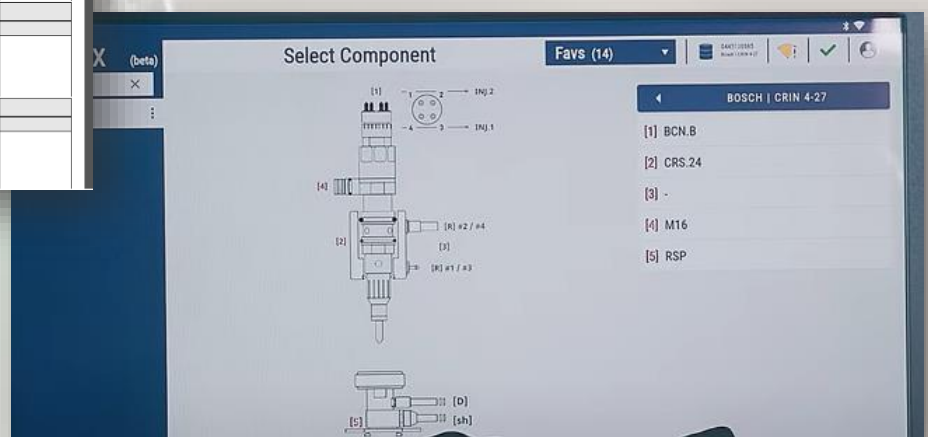 X (beta)
Select Component
Favs (14)
BOSCH | CRIN 4-27
[1] BCN.B
[2] CRS.24
[3] -
[4] M16
[5] RSP
[1]
1 2 INJ.2
4 3 INJ.1
[4]
[2]
[R] #2 / #4
[3]
[R] #1 / #3
[D]
[5]
[sh]